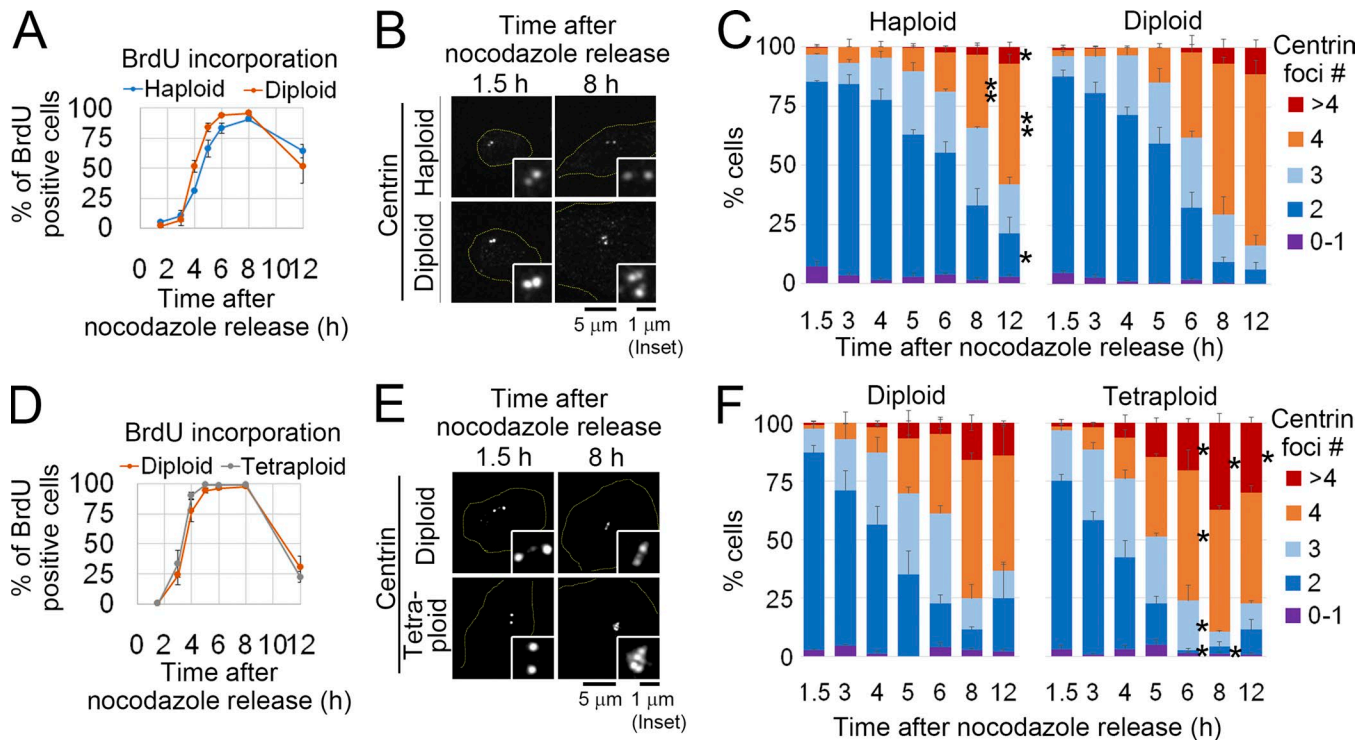 A
BrdU incorporation
Haploid Diploid
% of BrdU
positive cells
100
75
50
25
0
0 2 4 6 8 10 12
Time after
nocodazole release (h)
B
Time after
nocodazole release
1.5 h 8 h
Centrin
Haploid
Diploid
5 μm 1 μm
(Inset)
C
Haploid Diploid
% cells
100
75
50
25
0
1.5 3 4 5 6 8 12 1.5 3 4 5 6 8 12
Time after nocodazole release (h)
* ** ** *
Centrin
foci #
>4
4
3
2
0-1
D
BrdU incorporation
Diploid Tetraploid
% of BrdU
positive cells
100
75
50
25
0
0 2 4 6 8 10 12
Time after
nocodazole release (h)
E
Time after
nocodazole release
1.5 h 8 h
Centrin
Diploid
Tetra-
ploid
5 μm 1 μm
(Inset)
F
Diploid Tetraploid
% cells
100
75
50
25
0
1.5 3 4 5 6 8 12 1.5 3 4 5 6 8 12
Time after nocodazole release (h)
* * * * * * *
Centrin
foci #
>4
4
3
2
0-1